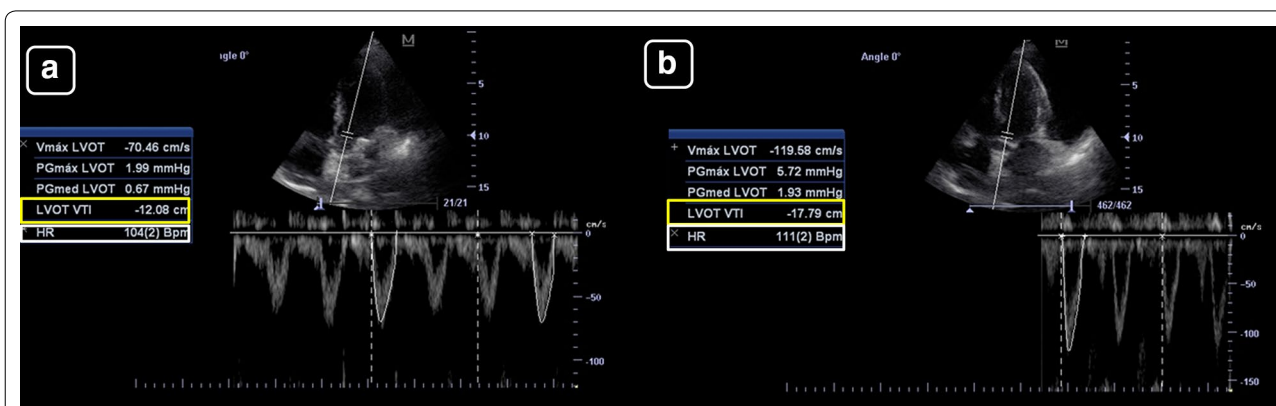 a
ngle 0°
M
5
10
15
Vmáx LVOT -70.46 cm/s
PGmáx LVOT 1.99 mmHg
PGmed LVOT 0.67 mmHg
LVOT VTI -12.08 cm
HR 104(2) Bpm
21/21
cm/s
0
-50
-100
b
Angle 0°
M
5
10
15
Vmáx LVOT -119.58 cm/s
PGmáx LVOT 5.72 mmHg
PGmed LVOT 1.93 mmHg
LVOT VTI -17.79 cm
HR 111(2) Bpm
462/462
cm/s
0
-50
-100
-150